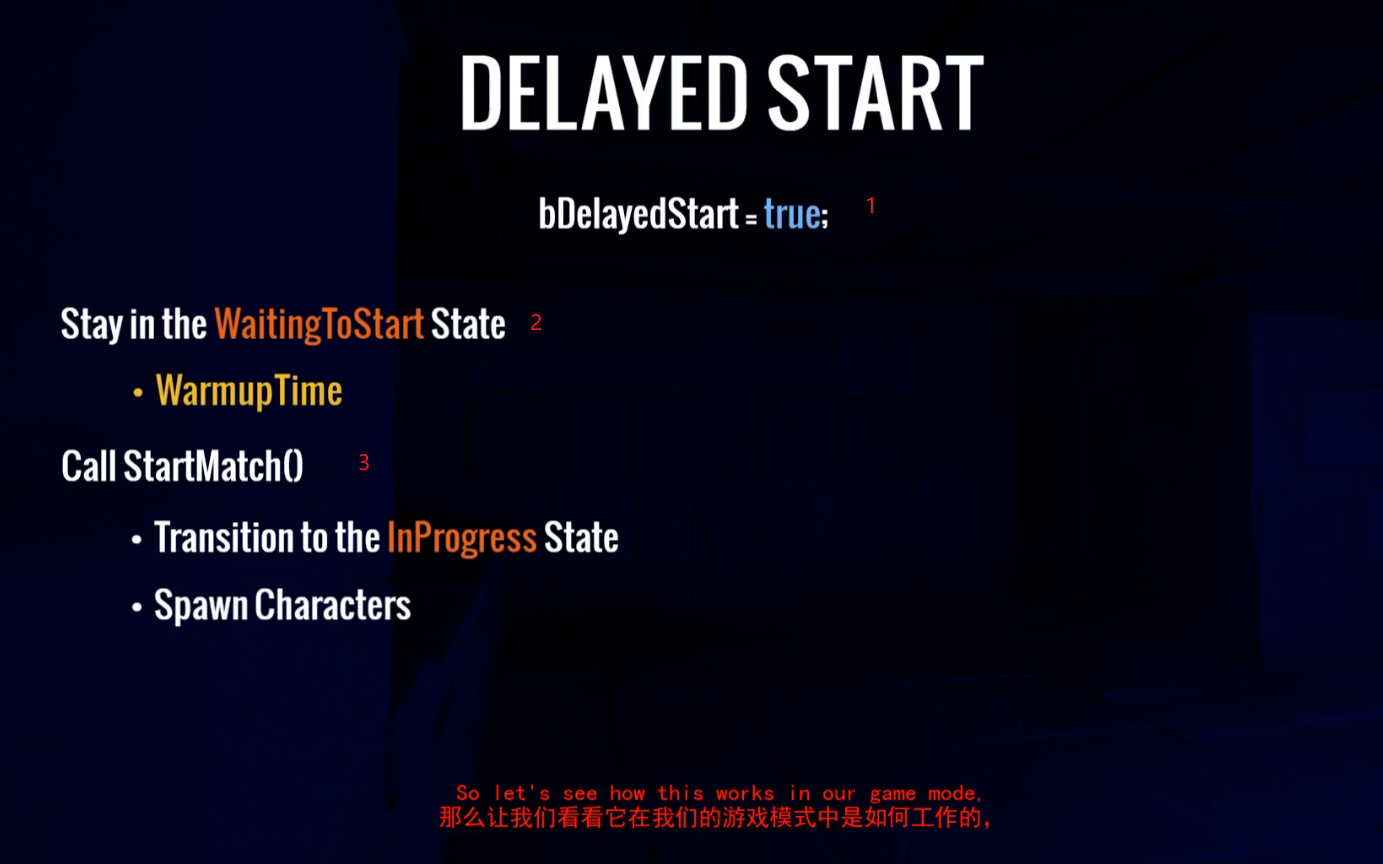 DELAYED START
bDelayedStart = true; 1
Stay in the WaitingToStart State 2
• WarmupTime
Call StartMatch() 3
• Transition to the InProgress State
• Spawn Characters
So let's see how this works in our game mode,
那么让我们看看它在我们的游戏模式中是如何工作的，